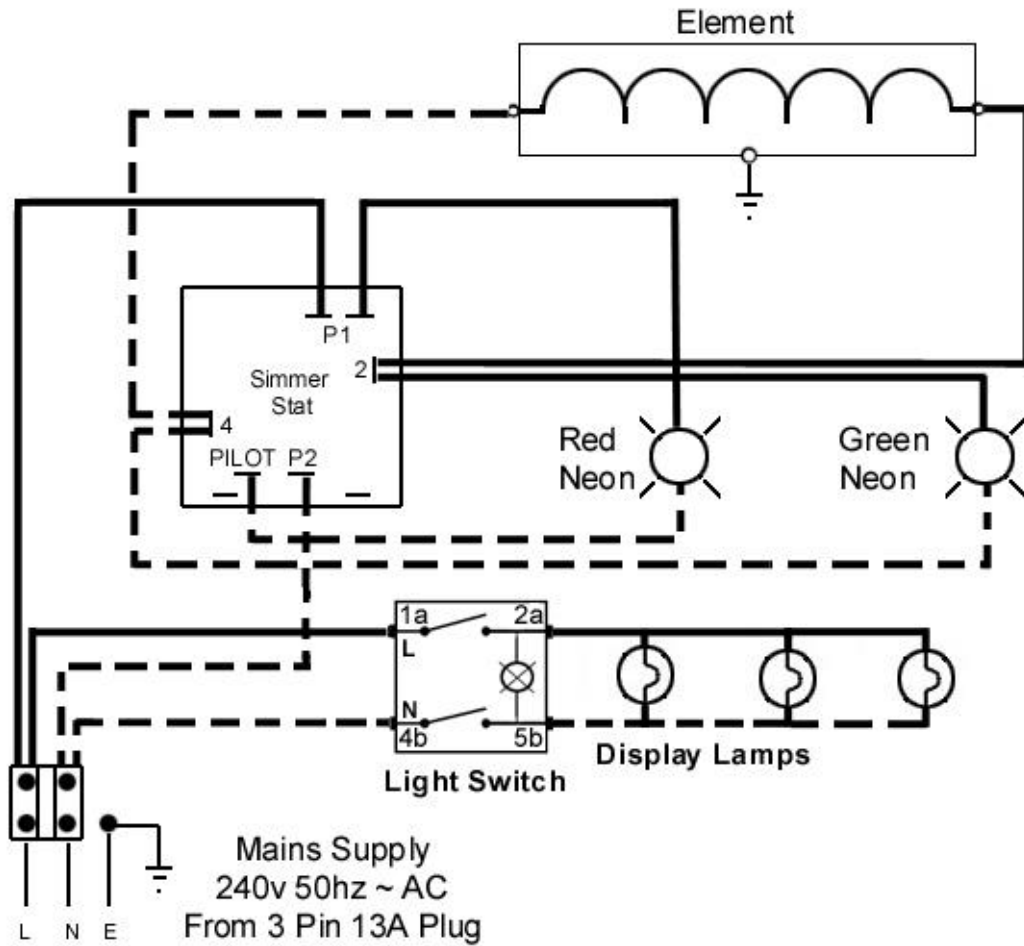 Element
P1
2
Simmer
Stat
4
PILOT P2
Red
Neon
Green
Neon
1a 2a
L
N
4b 5b
Light Switch
Display Lamps
Mains Supply
240v 50hz ~ AC
From 3 Pin 13A Plug
L N E